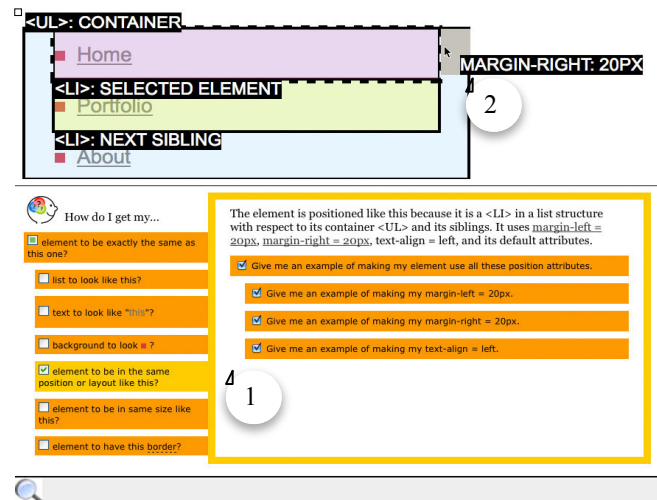 <UL>: CONTAINER
Home
MARGIN-RIGHT: 20PX
<LI>: SELECTED ELEMENT
Portfolio
2
<LI>: NEXT SIBLING
About
How do I get my...
element to be exactly the same as
this one?
list to look like this?
text to look like "this"?
background to look ?
element to be in the same
position or layout like this?
element to be in same size like
this?
element to have this border?
The element is positioned like this because it is a <LI> in a list structure
with respect to its container <UL> and its siblings. It uses margin-left =
20px, margin-right = 20px, text-align = left, and its default attributes.
Give me an example of making my element use all these position attributes.
Give me an example of making my margin-left = 20px.
Give me an example of making my margin-right = 20px.
Give me an example of making my text-align = left.
1